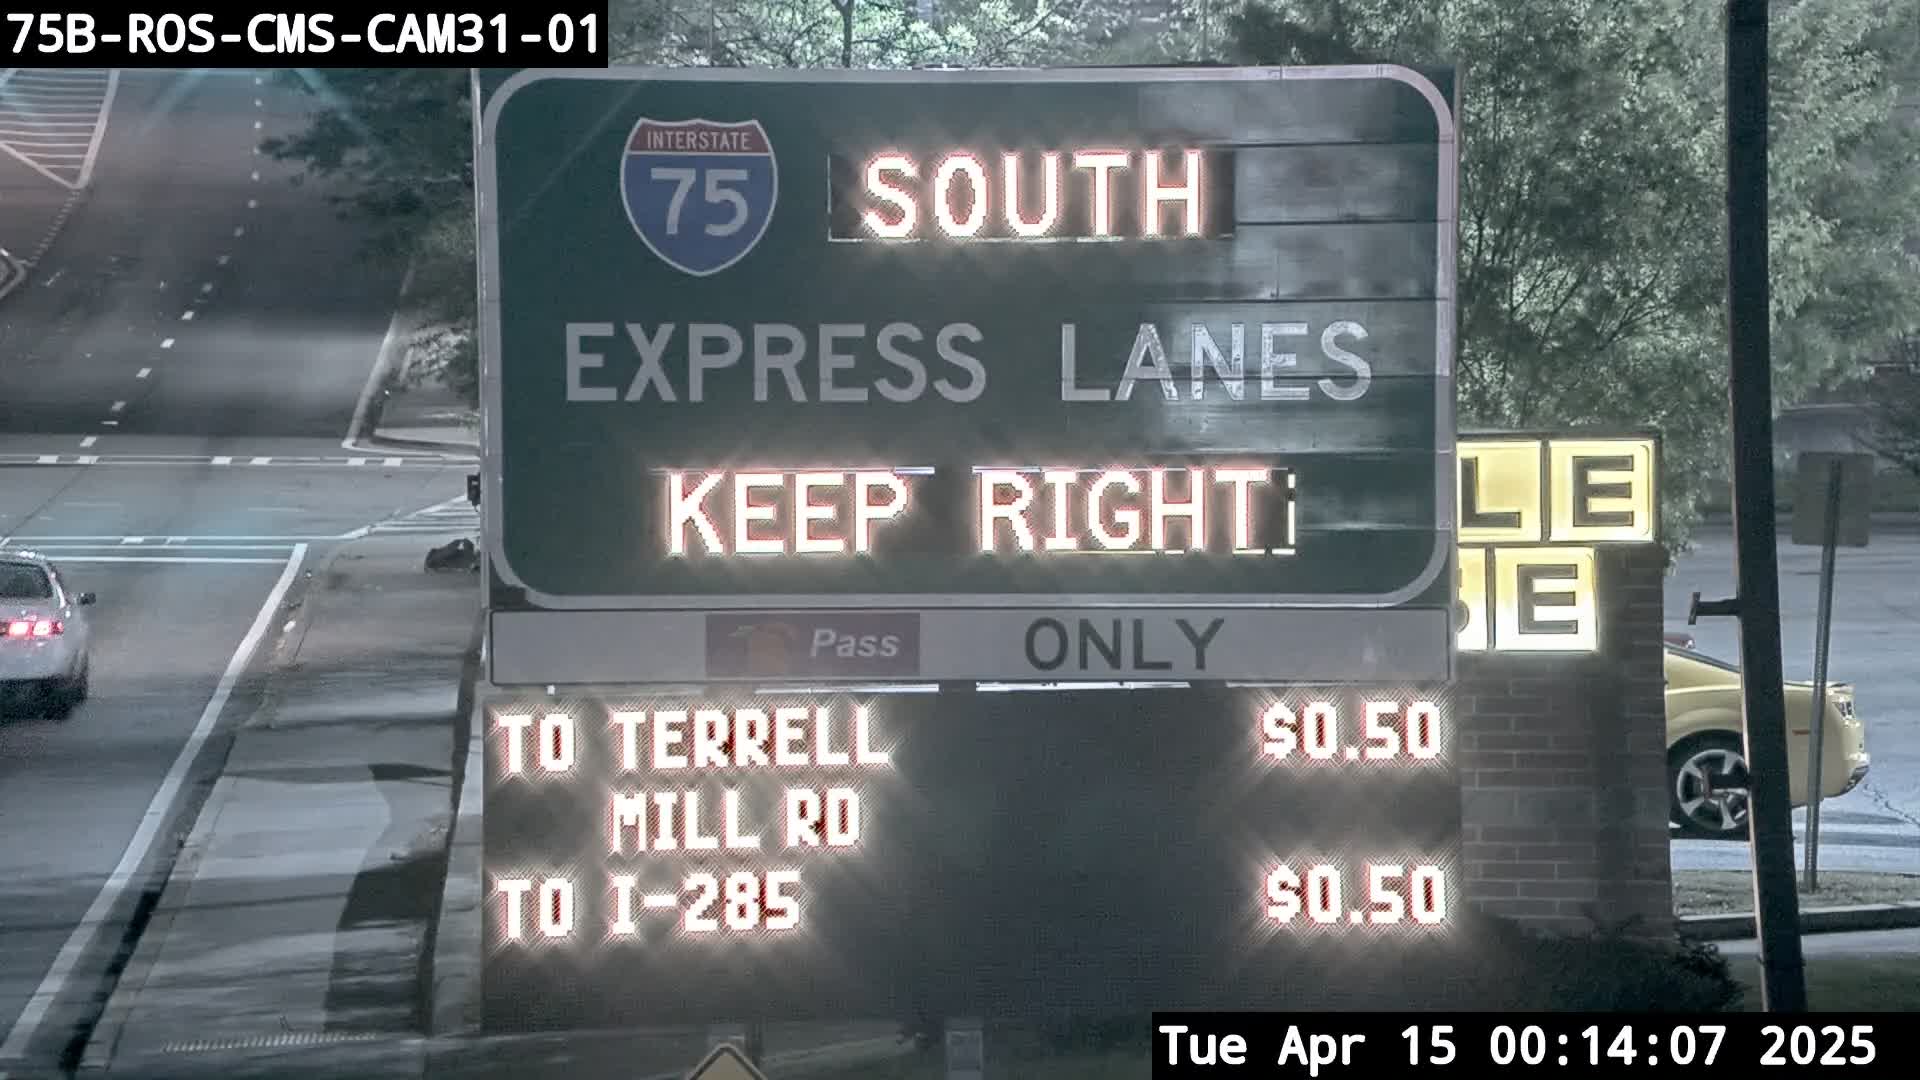 75B-ROS-CMS-CAM31-01
INTERSTATE
75
SOUTH
EXPRESS LANES
KEEP RIGHT
Pass ONLY
TO TERRELL $0.50
MILL RD
TO I-285 $0.50
LE
E
Tue Apr 15 00:14:07 2025